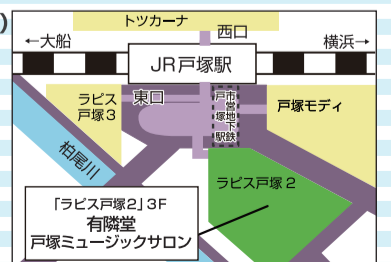 )
トツカーナ
西口
←大船
横浜→
JR戸塚駅
ラピス
戸塚3
東口
市営地下鉄
戸塚駅
戸塚モディ
柏尾川
ラピス戸塚2
「ラピス戸塚2」3F
有隣堂
戸塚ミュージックサロン